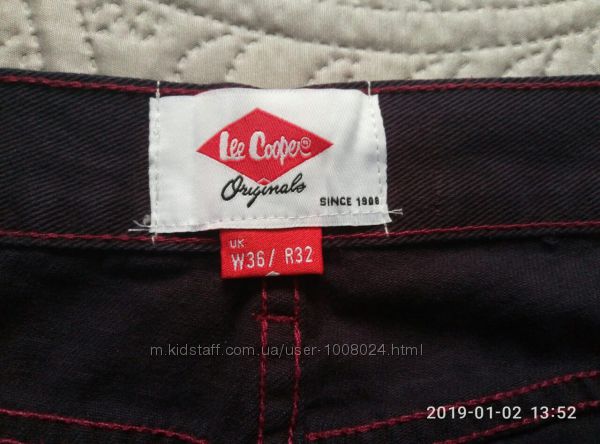 Lee Cooper®
Originals
SINCE 1908
UK
W36/ R32
m.kidstaff.com.ua/user-1008024.html
2019-01-02 13:52